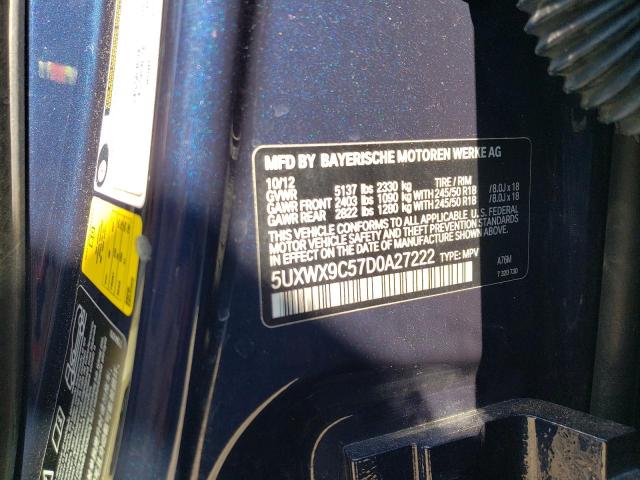 MFD BY BAYERISCHE MOTOREN WERKE AG
10/12
GVWR 5137 lbs 2330 kg TIRE / RIM
GAWR FRONT 2403 lbs 1090 kg WITH 245/50 R18 /8.0J x 18
GAWR REAR 2822 lbs 1280 kg WITH 245/50 R18 /8.0J x 18
THIS VEHICLE CONFORMS TO ALL APPLICABLE U.S. FEDERAL
MOTOR VEHICLE SAFETY AND THEFT PREVENTION STANDARDS
IN EFFECT ON THE DATE OF MANUFACTURE SHOWN ABOVE.
5UXWX9C57D0A27222 TYPE: MPV
A76M
7 320 730